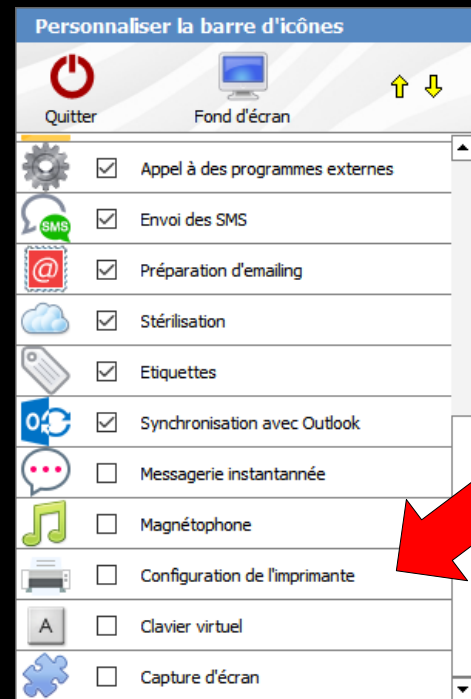 Personnaliser la barre d'icônes
Quitter
Fond d'écran
Appel à des programmes externes
SMS
Envoi des SMS
@
Préparation d'emailing
Stérilisation
Etiquettes
O
Synchronisation avec Outlook
Messagerie instantannée
Magnétophone
Configuration de l'imprimante
A
Clavier virtuel
Capture d'écran